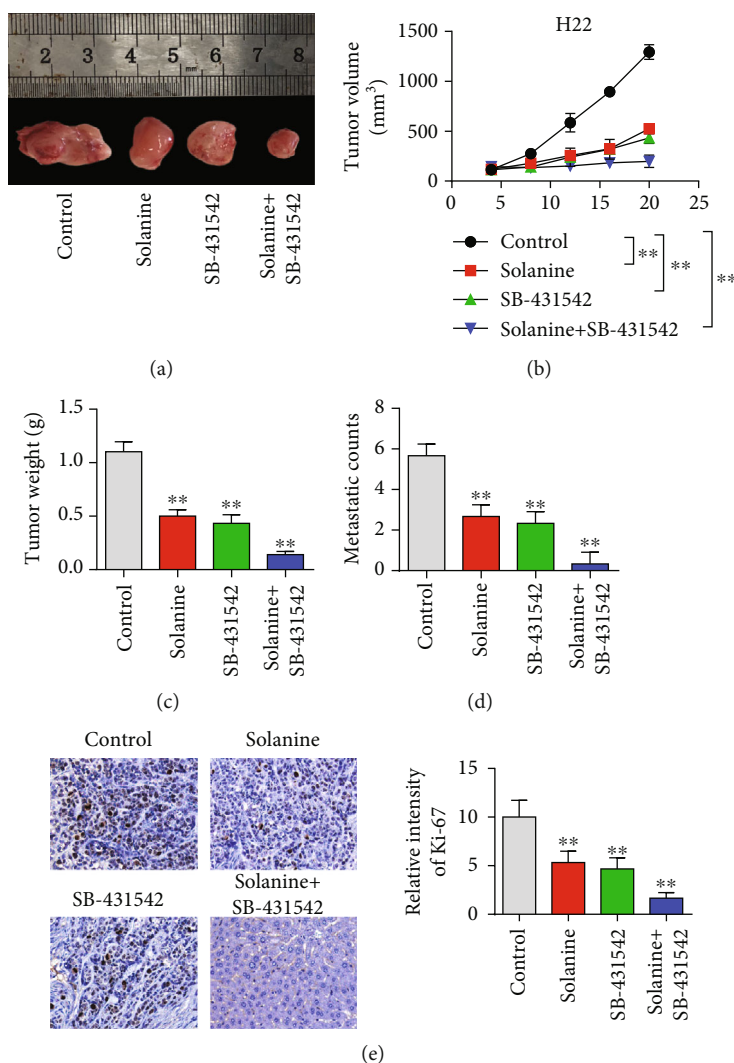 2 3 4 5 6 7 8
mm
Control
Solanine
SB-431542
Solanine+
SB-431542
(a)
H22
Tumor volume
(mm³)
1500
1000
500
0
0 5 10 15 20 25
Control
Solanine
SB-431542
Solanine+SB-431542
**
**
**
(b)
Tumor weight (g)
1.5
1.0
0.5
0.0
** ** **
Control
Solanine
SB-431542
Solanine+
SB-431542
(c)
Metastatic counts
8
6
4
2
0
** ** **
Control
Solanine
SB-431542
Solanine+
SB-431542
(d)
Control Solanine
SB-431542 Solanine+
SB-431542
Relative intensity
of Ki-67
15
10
5
0
** ** **
Control
Solanine
SB-431542
Solanine+
SB-431542
(e)